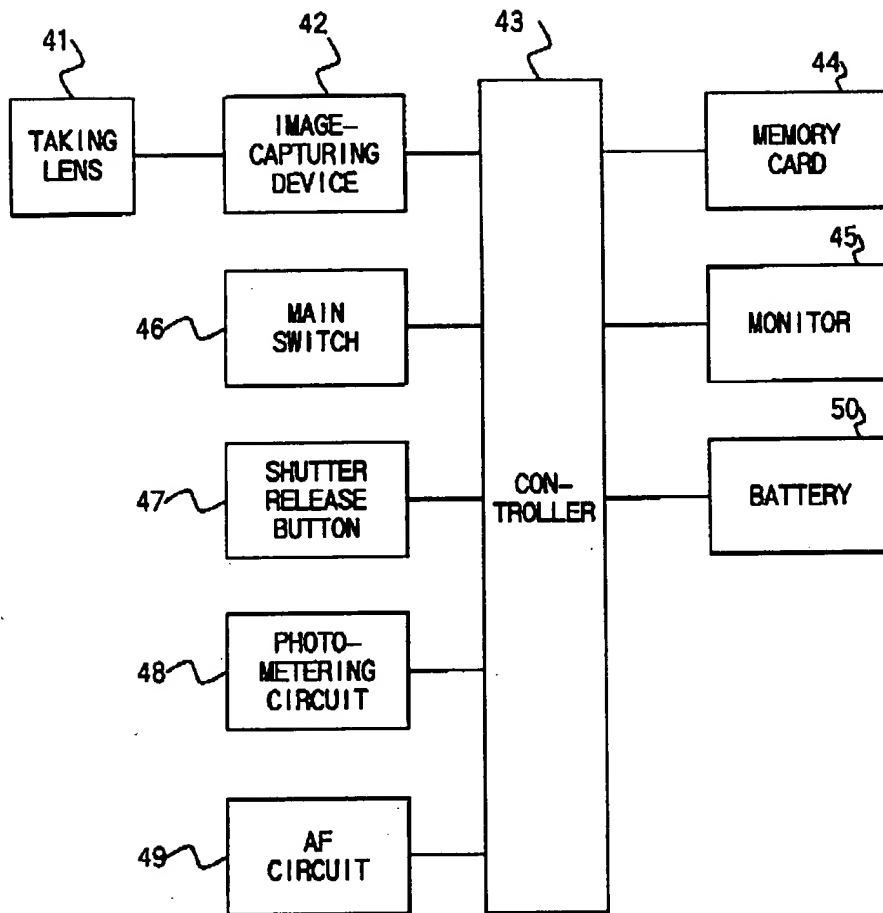 41
TAKING
LENS
42
IMAGE-
CAPTURING
DEVICE
43
CON-
TROLLER
44
MEMORY
CARD
45
MONITOR
46
MAIN
SWITCH
50
BATTERY
47
SHUTTER
RELEASE
BUTTON
48
PHOTO-
METERING
CIRCUIT
49
AF
CIRCUIT